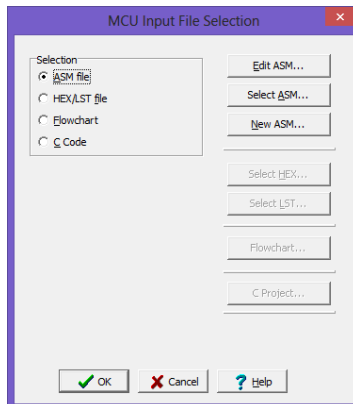 MCU Input File Selection
Selection
ASM file
HEX/LST file
Flowchart
C Code
Edit ASM...
Select ASM...
New ASM...
Select HEX...
Select LST...
Flowchart...
C Project...
OK
Cancel
Help